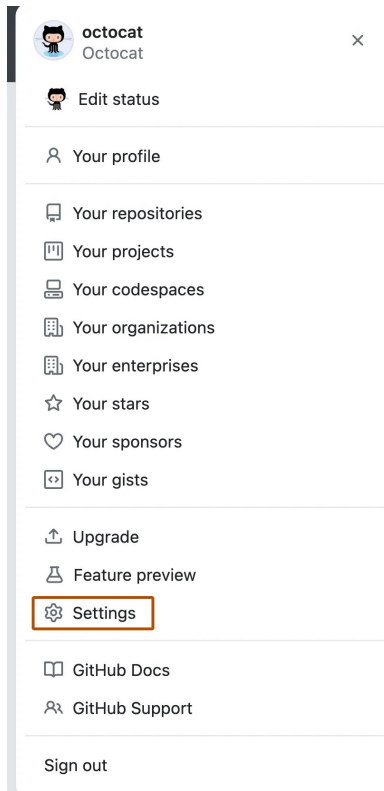 octocat
Octocat
Edit status
Your profile
Your repositories
Your projects
Your codespaces
Your organizations
Your enterprises
Your stars
Your sponsors
Your gists
Upgrade
Feature preview
Settings
GitHub Docs
GitHub Support
Sign out